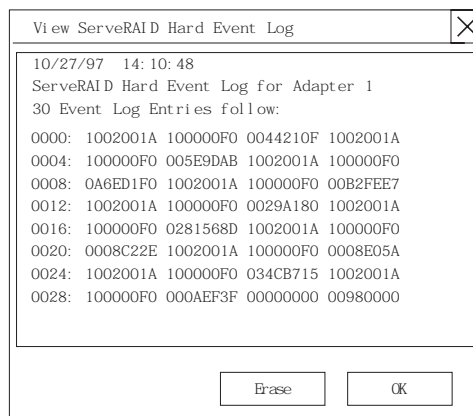 View ServeRAID Hard Event Log
10/27/97 14:10:48
ServeRAID Hard Event Log for Adapter 1
30 Event Log Entries follow:
0000: 1002001A 100000F0 0044210F 1002001A
0004: 100000F0 005E9DAB 1002001A 100000F0
0008: 0A6ED1F0 1002001A 100000F0 00B2FEE7
0012: 1002001A 100000F0 0029A180 1002001A
0016: 100000F0 0281568D 1002001A 100000F0
0020: 0008C22E 1002001A 100000F0 0008E05A
0024: 1002001A 100000F0 034CB715 1002001A
0028: 100000F0 000AEF3F 00000000 00980000
Erase OK